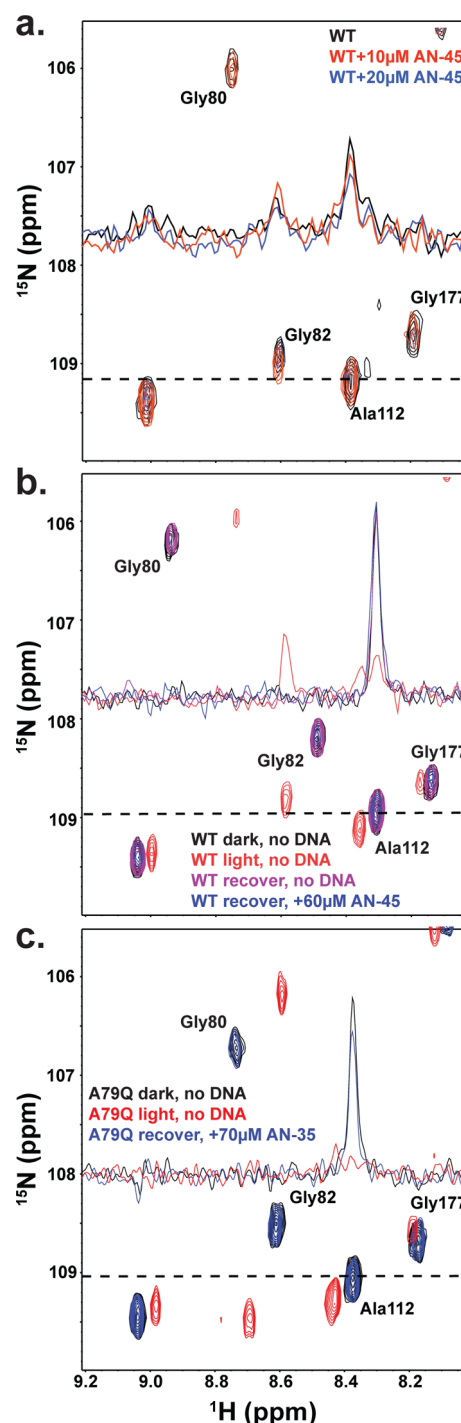 a.
WT
WT+10µM AN-45
WT+20µM AN-45
Gly80
Gly177
Gly82
Ala112
106
107
108
109
15N (ppm)
b.
Gly80
Gly82
Gly177
Ala112
WT dark, no DNA
WT light, no DNA
WT recover, no DNA
WT recover, +60µM AN-45
106
107
108
109
15N (ppm)
c.
Gly80
A79Q dark, no DNA
A79Q light, no DNA
A79Q recover, +70µM AN-35
Gly82
Gly177
Ala112
106
107
108
109
15N (ppm)
9.2 9.0 8.8 8.6 8.4 8.2
1H (ppm)